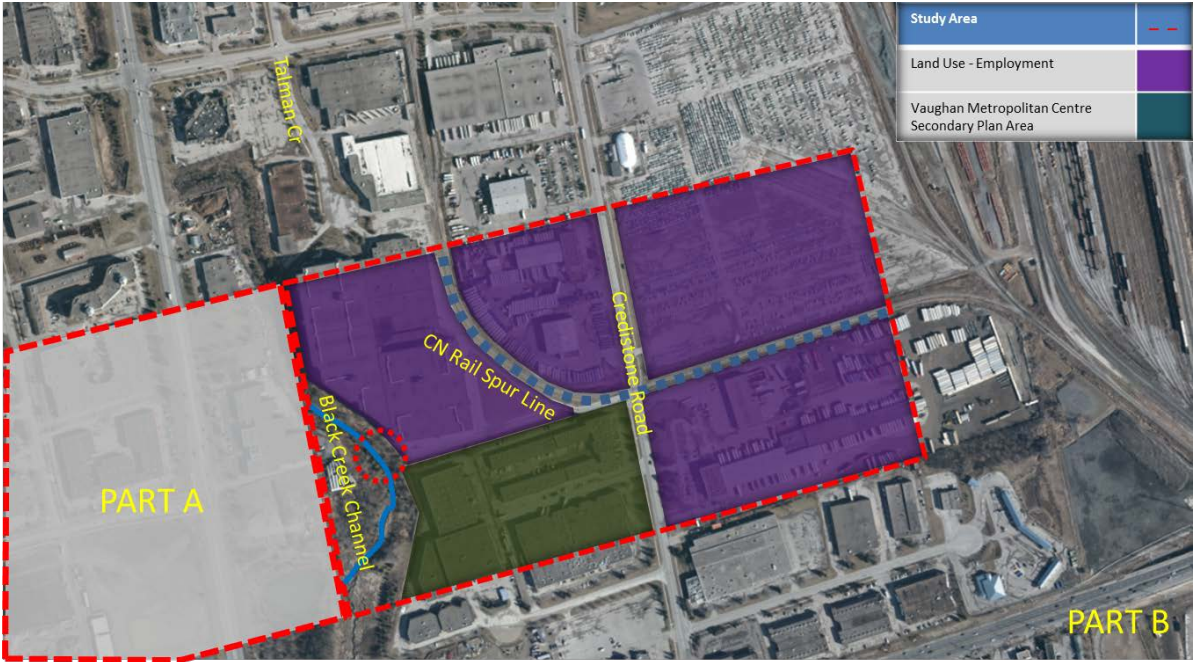 Study Area
Land Use - Employment
Vaughan Metropolitan Centre
Secondary Plan Area
Talman Cr
CN Rail Spur Line
Credistone Road
Black Creek Channel
PART A
PART B